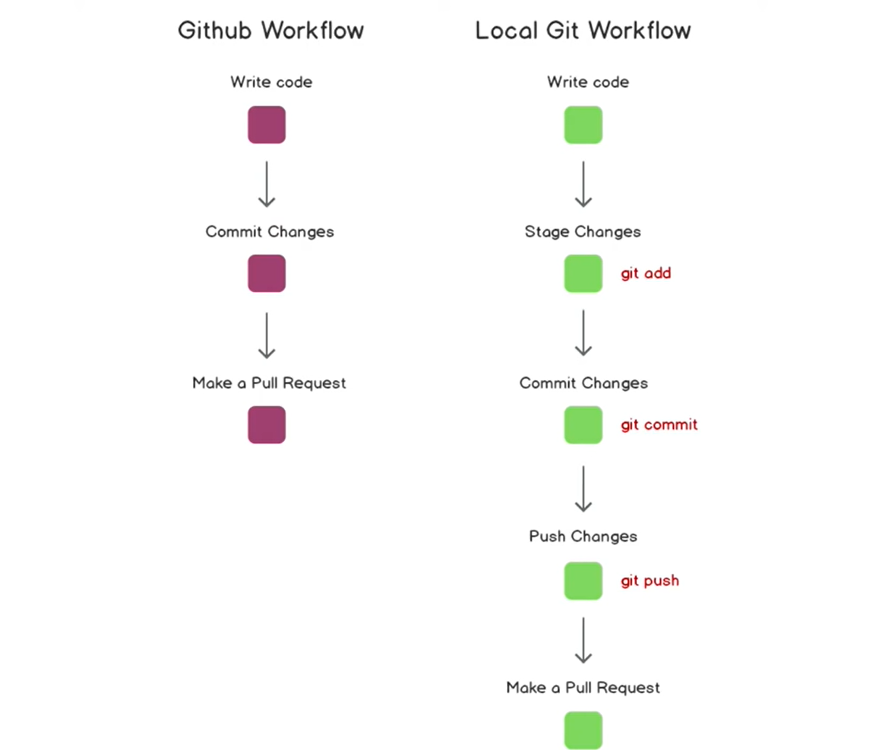 Github Workflow
Write code
Commit Changes
Make a Pull Request
Local Git Workflow
Write code
Stage Changes
git add
Commit Changes
git commit
Push Changes
git push
Make a Pull Request